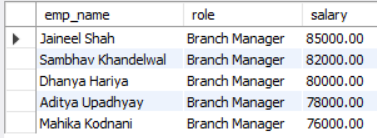 emp_name role salary
Jaineel Shah Branch Manager 85000.00
Sambhav Khandelwal Branch Manager 82000.00
Dhanya Hariya Branch Manager 80000.00
Aditya Upadhyay Branch Manager 78000.00
Mahika Kodnani Branch Manager 76000.00